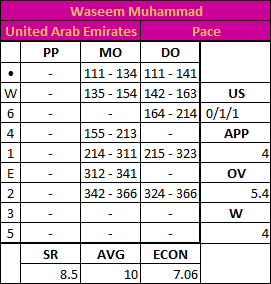 Waseem Muhammad
United Arab Emirates Pace
PP MO DO
• - 111 - 134 111 - 141
W - 135 - 154 142 - 163 US
6 - - 164 - 214 0/1/1
4 - 155 - 213 - APP
1 - 214 - 311 215 - 323 4
E - 312 - 341 - OV
2 - 342 - 366 324 - 366 5.4
3 - - - W
5 - - - 4
SR AVG ECON
8.5 10 7.06